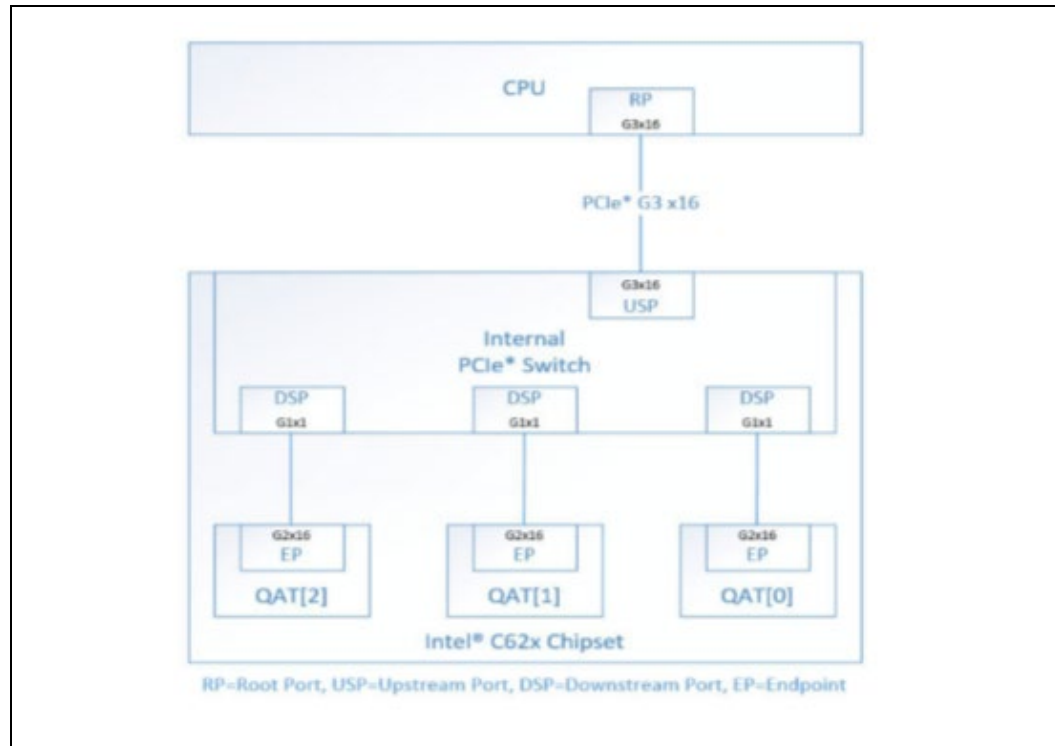 CPU
RP
G3x16
PCIe* G3 x16
G3x16
USP
Internal
PCIe* Switch
DSP DSP DSP
G1x1 G1x1 G1x1
G2x16 G2x16 G2x16
EP EP EP
QAT[2] QAT[1] QAT[0]
Intel® C62x Chipset
RP=Root Port, USP=Upstream Port, DSP=Downstream Port, EP=Endpoint